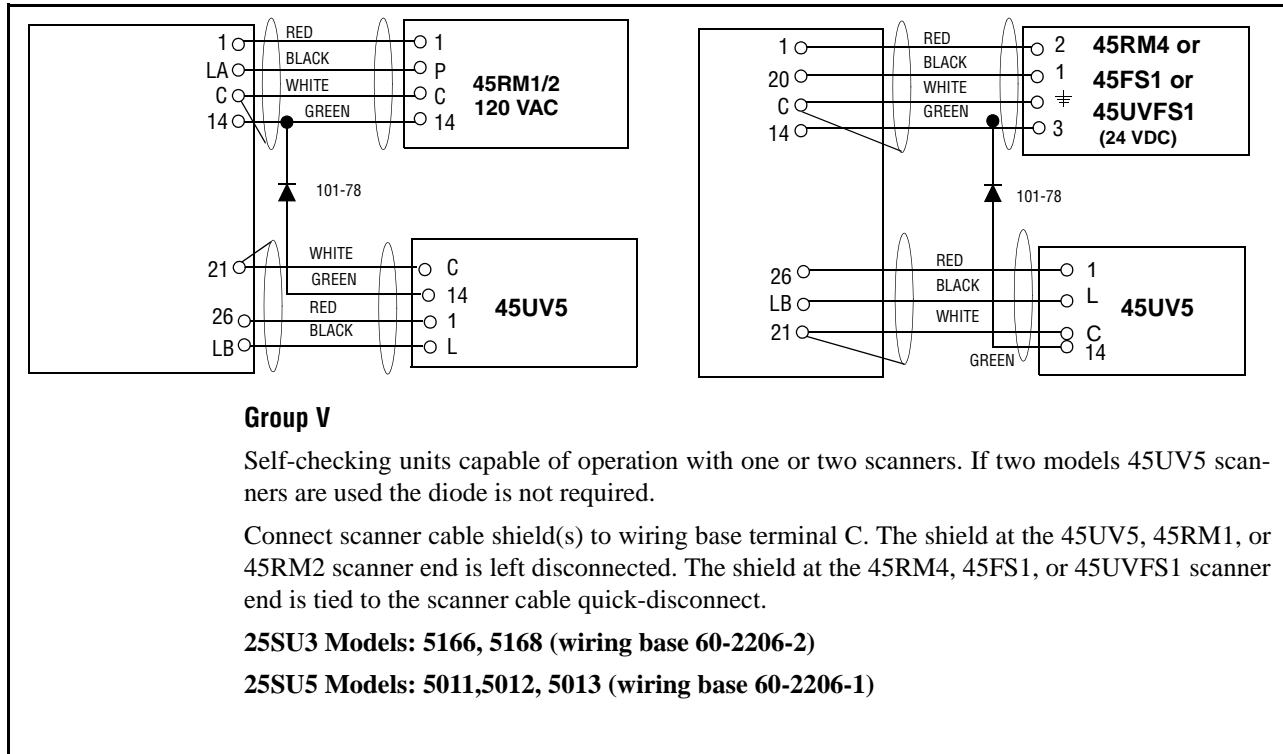 1 RED 1
LA BLACK P
C WHITE C
14 GREEN 14
45RM1/2
120 VAC
101-78
21 WHITE C
GREEN 14
26 RED 1
LB BLACK L
45UV5
1 RED 2
20 BLACK 1
C WHITE
14 GREEN 3
45RM4 or
45FS1 or
45UVFS1
(24 VDC)
101-78
26 RED 1
LB BLACK L
21 WHITE C
GREEN 14
45UV5
Group V
Self-checking units capable of operation with one or two scanners. If two models 45UV5 scan-
ners are used the diode is not required.
Connect scanner cable shield(s) to wiring base terminal C. The shield at the 45UV5, 45RM1, or
45RM2 scanner end is left disconnected. The shield at the 45RM4, 45FS1, or 45UVFS1 scanner
end is tied to the scanner cable quick-disconnect.
25SU3 Models: 5166, 5168 (wiring base 60-2206-2)
25SU5 Models: 5011,5012, 5013 (wiring base 60-2206-1)